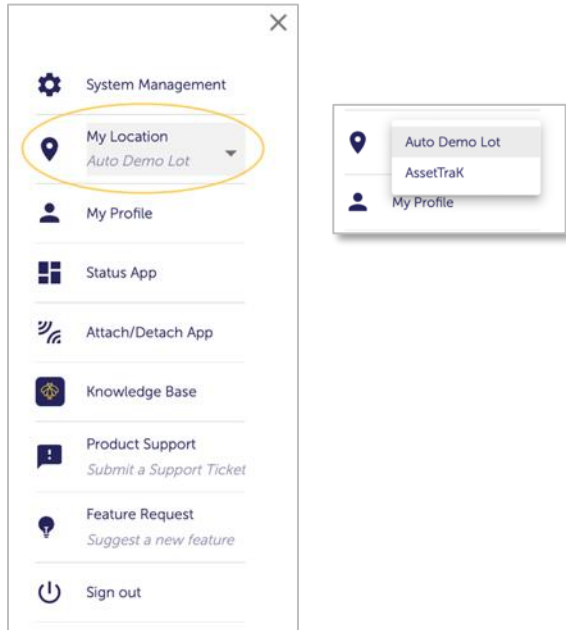 System Management
My Location
Auto Demo Lot
My Profile
Status App
Attach/Detach App
Knowledge Base
Product Support
Submit a Support Ticket
Feature Request
Suggest a new feature
Sign out
Auto Demo Lot
AssetTraK
My Profile